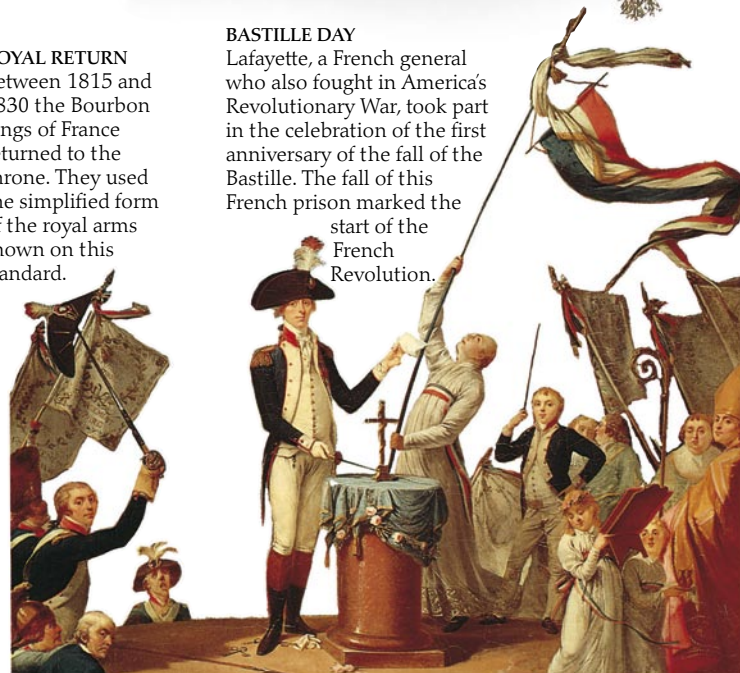 OYAL RETURN
etween 1815 and
830 the Bourbon
ngs of France
eturned to the
hrone. They used
he simplified form
f the royal arms
hown on this
tandard.
BASTILLE DAY
Lafayette, a French general
who also fought in America’s
Revolutionary War, took part
in the celebration of the first
anniversary of the fall of the
Bastille. The fall of this
French prison marked the
start of the
French
Revolution.